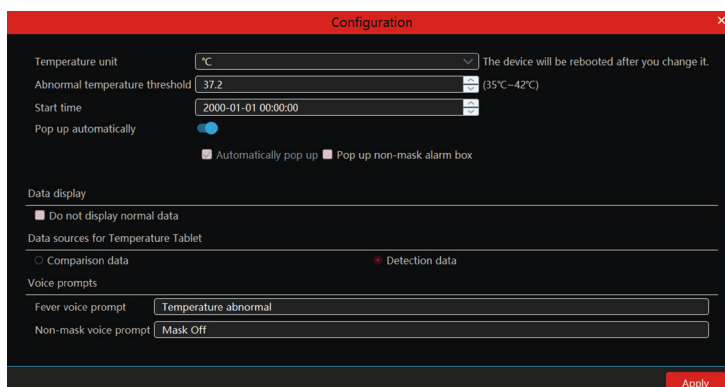 Configuration ×
Temperature unit ℃ The device will be rebooted after you change it.
Abnormal temperature threshold 37.2 (35℃~42℃)
Start time 2000-01-01 00:00:00
Pop up automatically
Automatically pop up Pop up non-mask alarm box
Data display
Do not display normal data
Data sources for Temperature Tablet
Comparison data Detection data
Voice prompts
Fever voice prompt Temperature abnormal
Non-mask voice prompt Mask Off
Apply